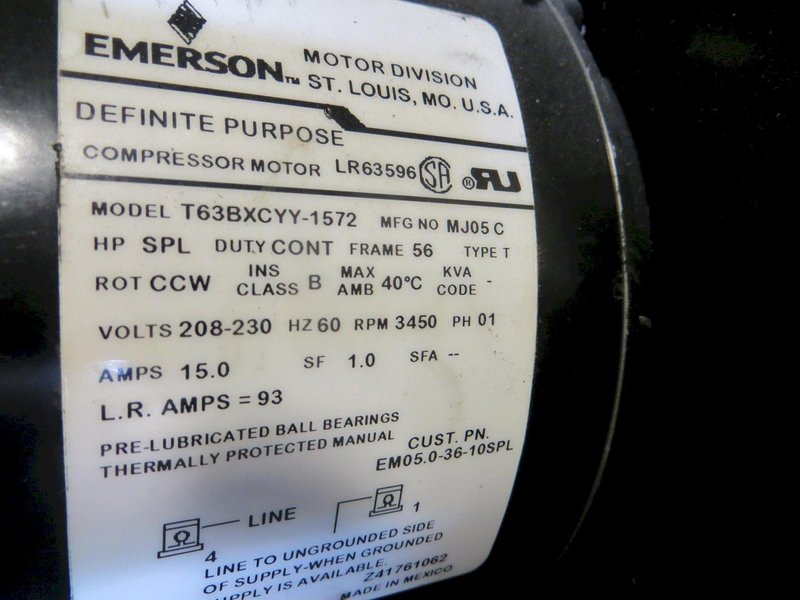 EMERSON™ MOTOR DIVISION
ST. LOUIS, MO. U.S.A.
DEFINITE PURPOSE
COMPRESSOR MOTOR LR63596 SA ® RU
MODEL T63BXCYY-1572 MFG NO MJ05 C
HP SPL DUTY CONT FRAME 56 TYPE T
ROT CCW INS CLASS B MAX AMB 40°C KVA CODE -
VOLTS 208-230 HZ 60 RPM 3450 PH 01
AMPS 15.0 SF 1.0 SFA --
L.R. AMPS = 93
PRE-LUBRICATED BALL BEARINGS
THERMALLY PROTECTED MANUAL
CUST. PN.
EM05.0-36-10SPL
LINE
4
1
LINE TO UNGROUNDED SIDE
OF SUPPLY-WHEN GROUNDED
SUPPLY IS AVAILABLE.
Z41761062
MADE IN MEXICO